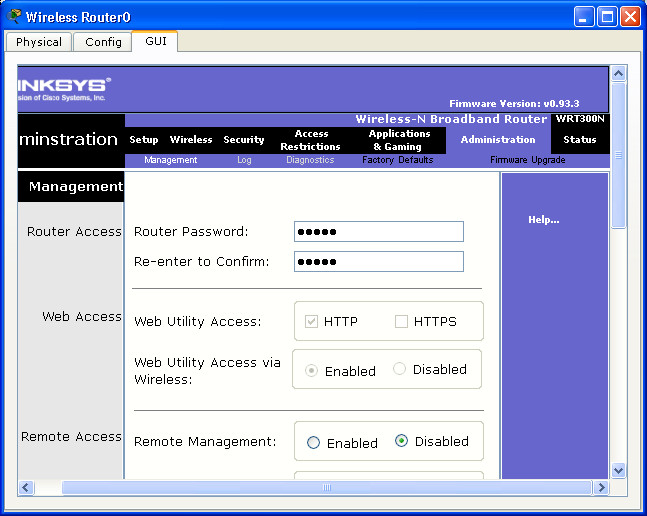 Wireless Router0
Physical Config GUI
INKSYS®
sion of Cisco Systems, Inc.
Firmware Version: v0.93.3
Wireless-N Broadband Router WRT300N
minstration Setup Wireless Security Access Restrictions Applications & Gaming Administration Status
Management Log Diagnostics Factory Defaults Firmware Upgrade
Management
Help...
Router Access Router Password: •••••
Re-enter to Confirm: •••••
Web Access Web Utility Access: HTTP HTTPS
Web Utility Access via Wireless: Enabled Disabled
Remote Access Remote Management: Enabled Disabled